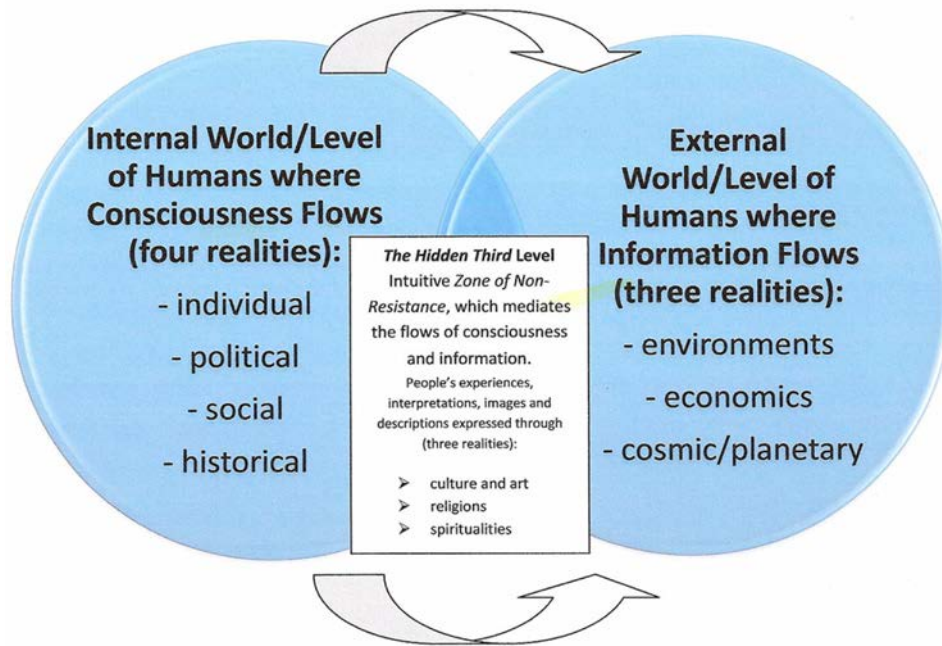 Internal World/Level
of Humans where
Consciousness Flows
(four realities):
- individual
- political
- social
- historical
The Hidden Third Level
Intuitive Zone of Non-
Resistance, which mediates
the flows of consciousness
and information.
People's experiences,
interpretations, images and
descriptions expressed through
(three realities):
➢ culture and art
➢ religions
➢ spiritualities
External
World/Level of
Humans where
Information Flows
(three realities):
- environments
- economics
- cosmic/planetary